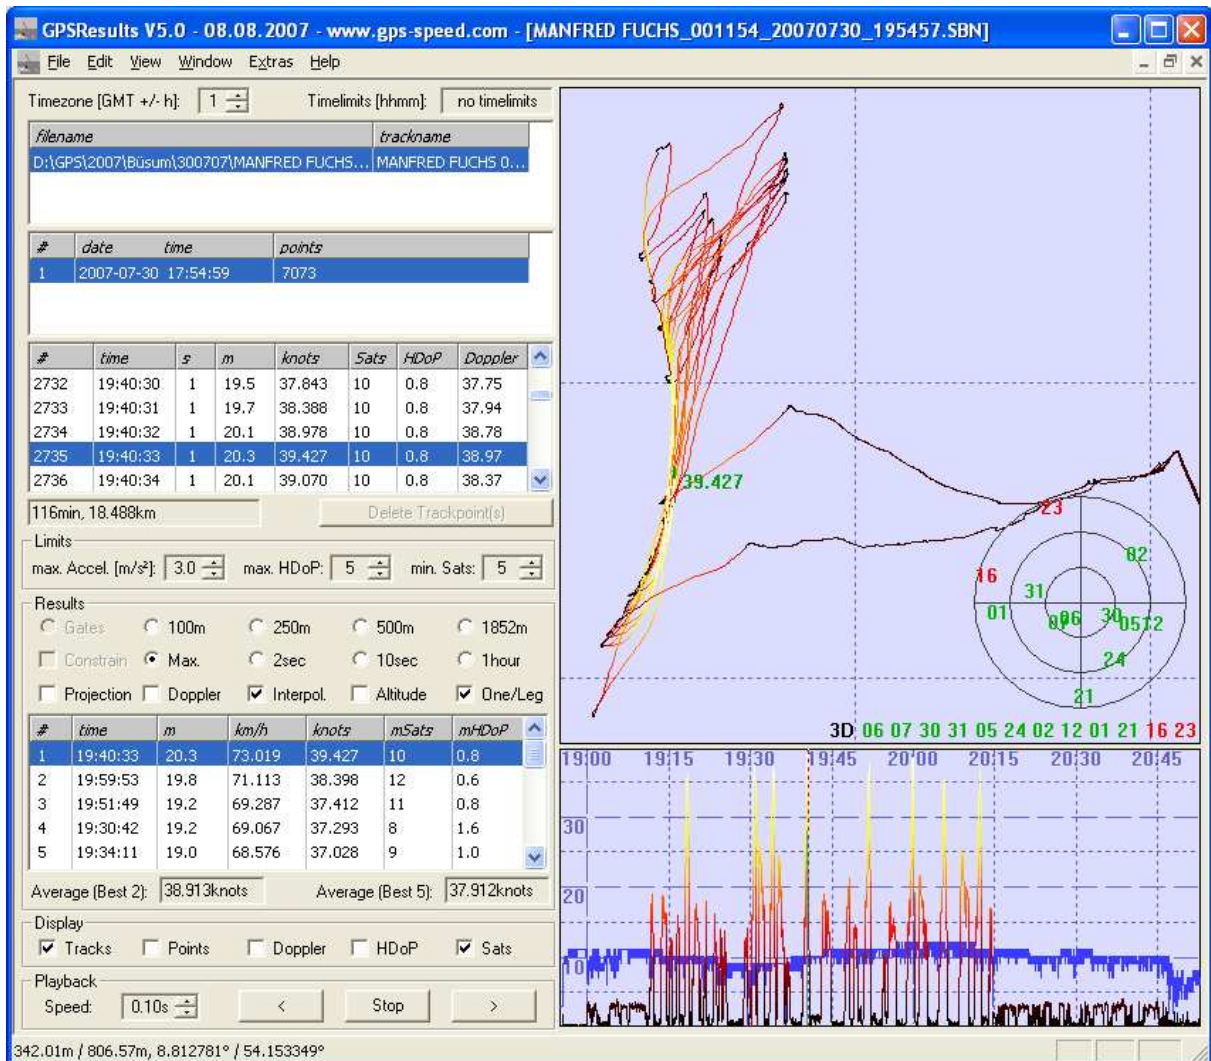 GPSResults V5.0 - 08.08.2007 - www.gps-speed.com - [MANFRED FUCHS_001154_20070730_195457.SBN]
File Edit View Window Extras Help
Timezone [GMT +/- h]: 1 Timelimits [hhmm]: no timelimits
filename trackname
D:\GPS\2007\Büsum\300707\MANFRED FUCHS... MANFRED FUCHS 0...
# date time points
1 2007-07-30 17:54:59 7073
# time s m knots Sats HDoP Doppler
2732 19:40:30 1 19.5 37.843 10 0.8 37.75
2733 19:40:31 1 19.7 38.388 10 0.8 37.94
2734 19:40:32 1 20.1 38.978 10 0.8 38.78
2735 19:40:33 1 20.3 39.427 10 0.8 38.97
2736 19:40:34 1 20.1 39.070 10 0.8 38.37
116min, 18.488km Delete Trackpoint(s)
Limits
max. Accel. [m/s²]: 3.0 max. HDoP: 5 min. Sats: 5
Results
Gates 100m 250m 500m 1852m
Constrain Max. 2sec 10sec 1hour
Projection Doppler Interpol. Altitude One/Leg
# time m km/h knots mSats mHDoP
1 19:40:33 20.3 73.019 39.427 10 0.8
2 19:59:53 19.8 71.113 38.398 12 0.6
3 19:51:49 19.2 69.287 37.412 11 0.8
4 19:30:42 19.2 69.067 37.293 8 1.6
5 19:34:11 19.0 68.576 37.028 9 1.0
Average (Best 2): 38.913knots Average (Best 5): 37.912knots
Display
Tracks Points Doppler HDoP Sats
Playback
Speed: 0.10s < Stop >
39.427
23
02
16
31
01
07 06 30 05 12
24
21
3D 06 07 30 31 05 24 02 12 01 21 16 23
19:00 19:15 19:30 19:45 20:00 20:15 20:30 20:45
30
20
10
342.01m / 806.57m, 8.812781° / 54.153349°